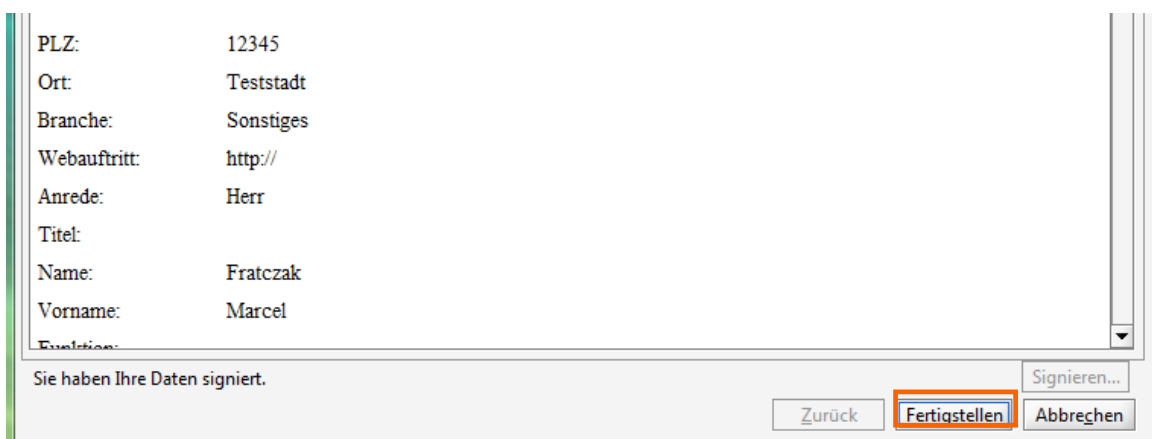 PLZ: 12345
Ort: Teststadt
Branche: Sonstiges
Webauftritt: http://
Anrede: Herr
Titel:
Name: Fratczak
Vorname: Marcel
Funktion:
Sie haben Ihre Daten signiert.
Signieren...
Zurück Fertigstellen Abbrechen